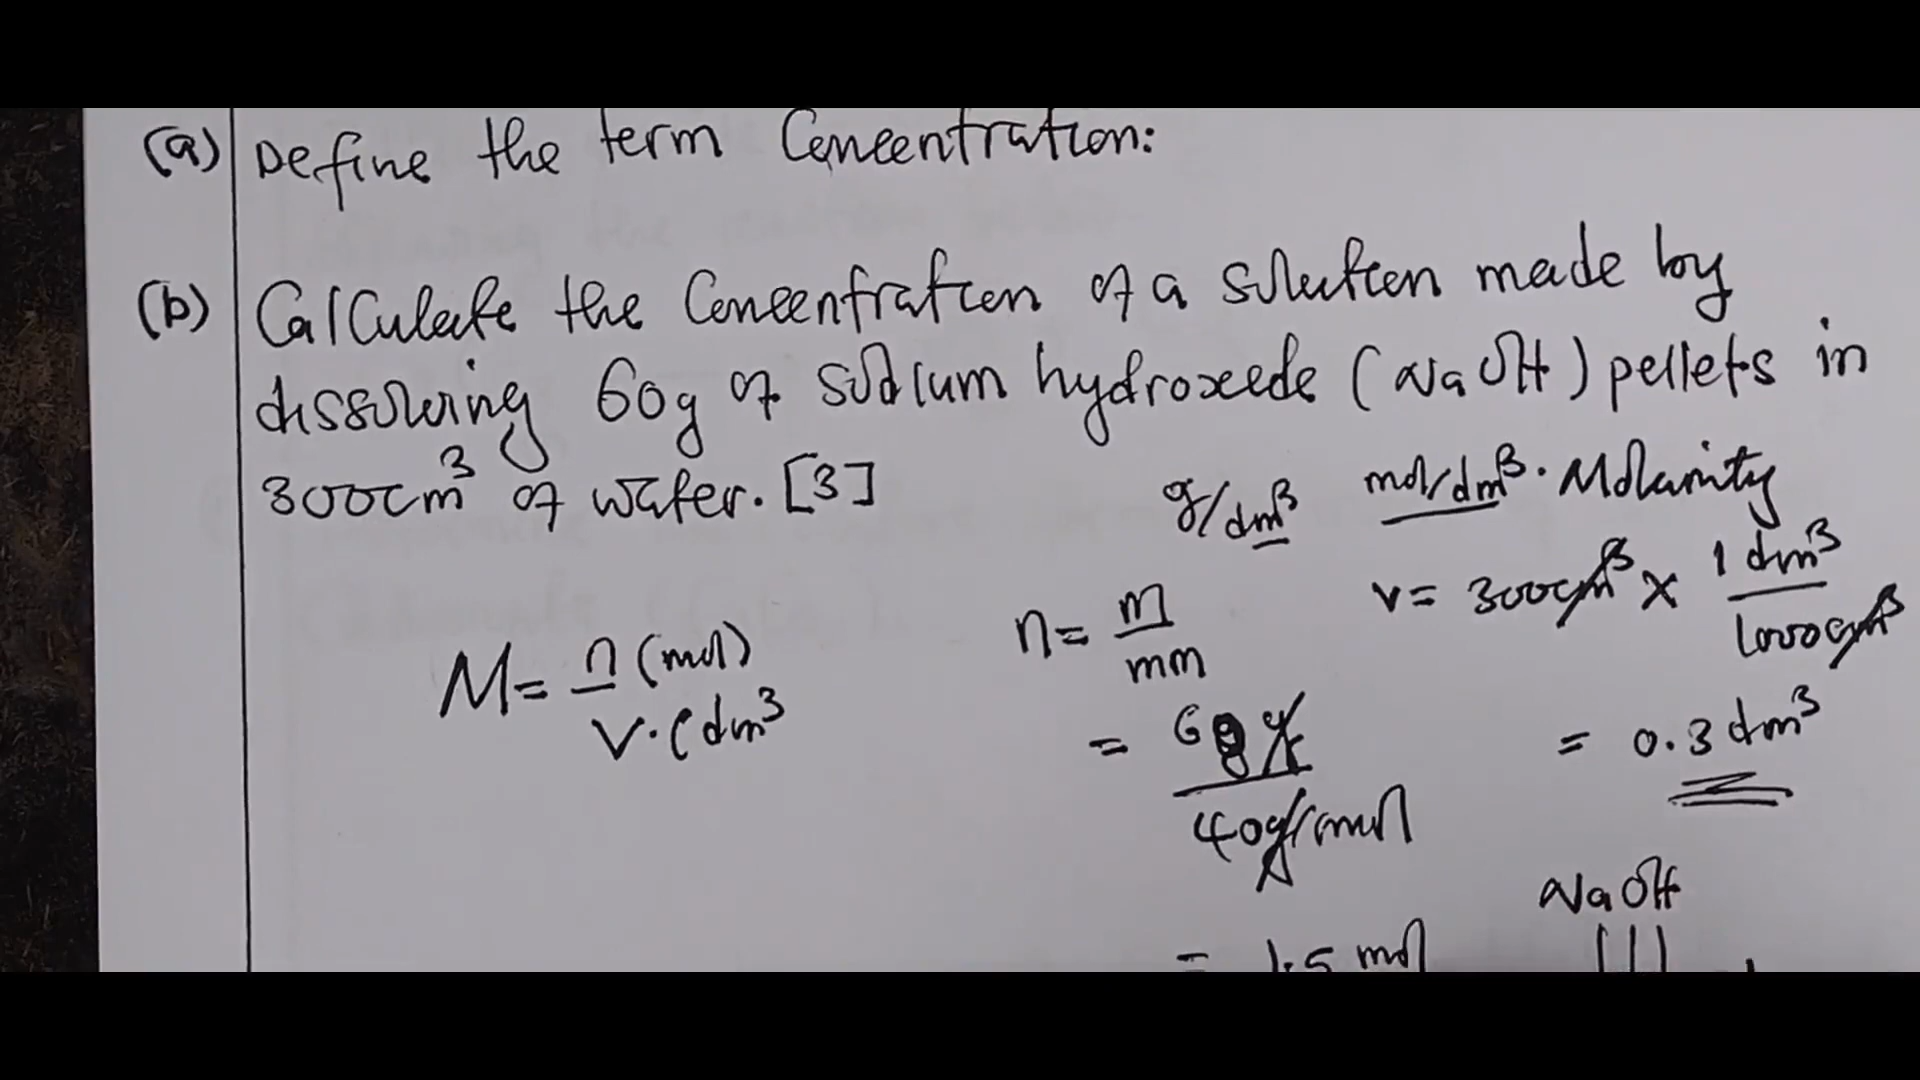 (a) Define the term Concentration:
(b) Calculate the Concentration of a solution made by
dissolving 60g of sodium hydroxide (NaOH) pellets in
300cm³ of water. [3]
g/dm³ mol/dm³. Molarity
v = 300cm³ × 1dm³/1000cm³
n = m/mm
M = n (mol)/v. (dm³
= 60g/40g/mol
= 0.3dm³
NaOH
= 1.5 mol